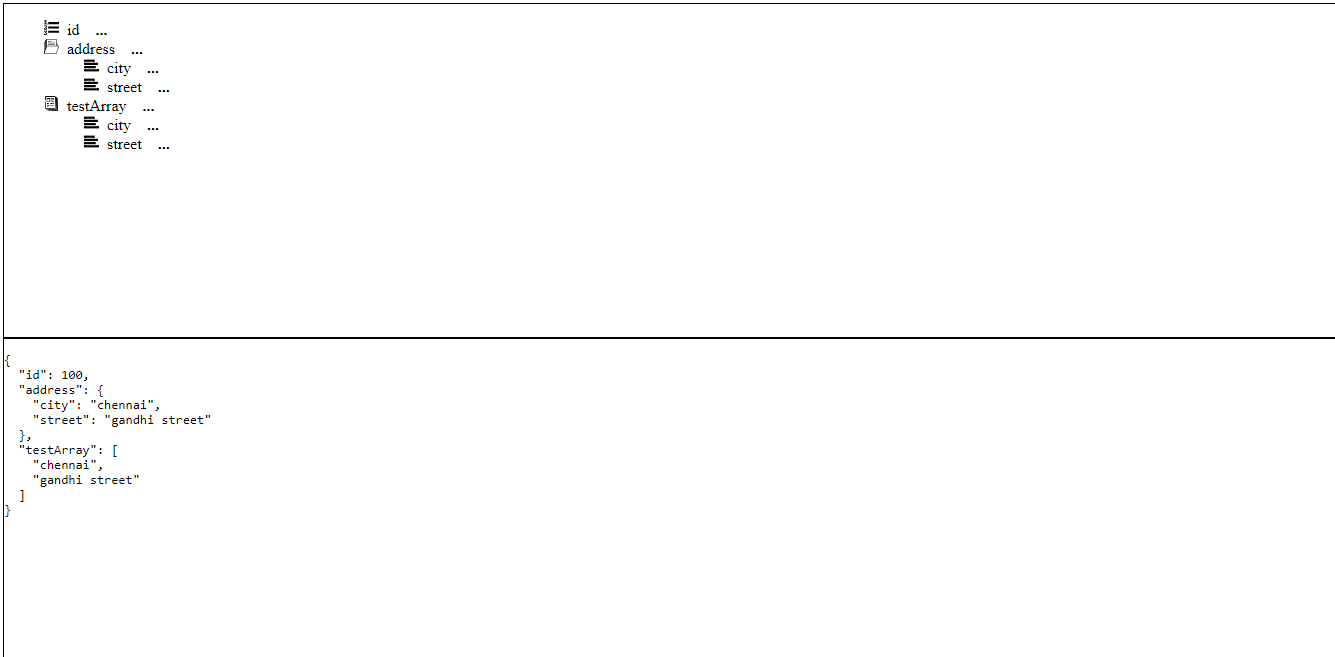 id ...
address ...
city ...
street ...
testArray ...
city ...
street ...
{
  "id": 100,
  "address": {
    "city": "chennai",
    "street": "gandhi street"
  },
  "testArray": [
    "chennai",
    "gandhi street"
  ]
}